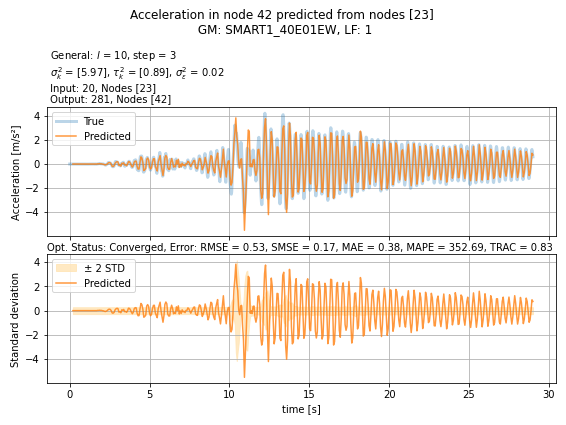 Acceleration in node 42 predicted from nodes [23]
GM: SMART1_40E01EW, LF: 1
General: l = 10, step = 3
σ²ₖ = [5.97], τ²ₖ = [0.89], σ²ₑ = 0.02
Input: 20, Nodes [23]
Output: 281, Nodes [42]
True
Predicted
Acceleration [m/s²]
4
2
0
−2
−4
Opt. Status: Converged, Error: RMSE = 0.53, SMSE = 0.17, MAE = 0.38, MAPE = 352.69, TRAC = 0.83
± 2 STD
Predicted
Standard deviation
4
2
0
−2
−4
0 5 10 15 20 25 30
time [s]